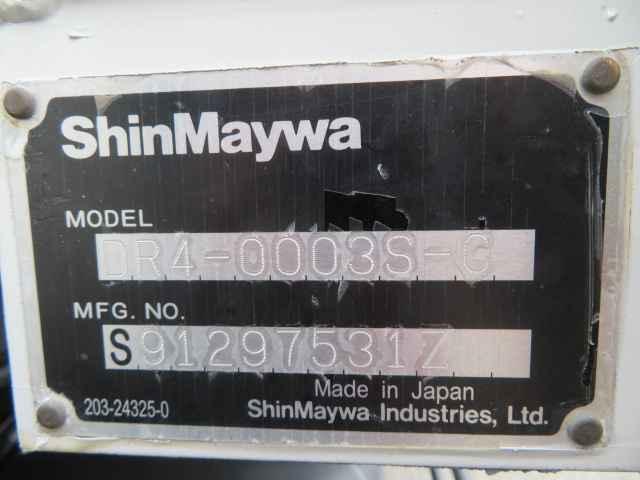 ShinMaywa
MODEL
DR4-0003S-G
MFG. NO.
S91297531Z
Made in Japan
203-24325-0
ShinMaywa Industries, Ltd.